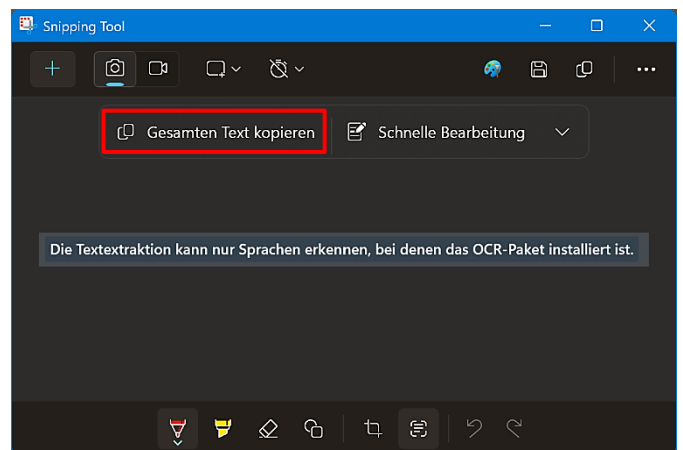 Snipping Tool
Gesamten Text kopieren Schnelle Bearbeitung
Die Textextraktion kann nur Sprachen erkennen, bei denen das OCR-Paket installiert ist.